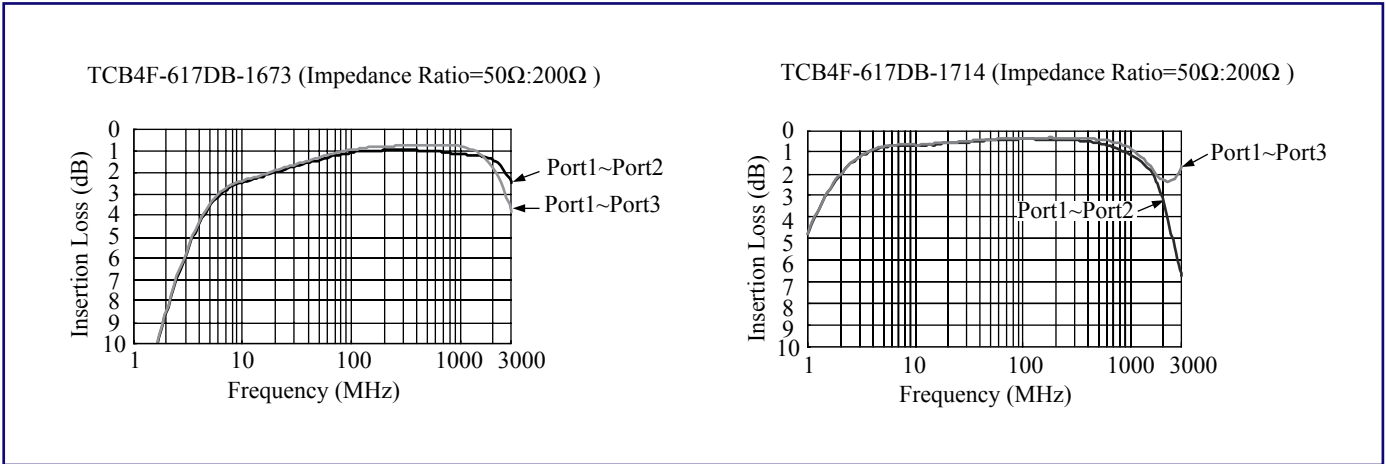 TCB4F-617DB-1673 (Impedance Ratio=50Ω:200Ω )
Insertion Loss (dB)
0
1
2
3
4
5
6
7
8
9
10
1 10 100 1000 3000
Frequency (MHz)
Port1~Port2
Port1~Port3
TCB4F-617DB-1714 (Impedance Ratio=50Ω:200Ω )
Insertion Loss (dB)
0
1
2
3
4
5
6
7
8
9
10
1 10 100 1000 3000
Frequency (MHz)
Port1~Port3
Port1~Port2